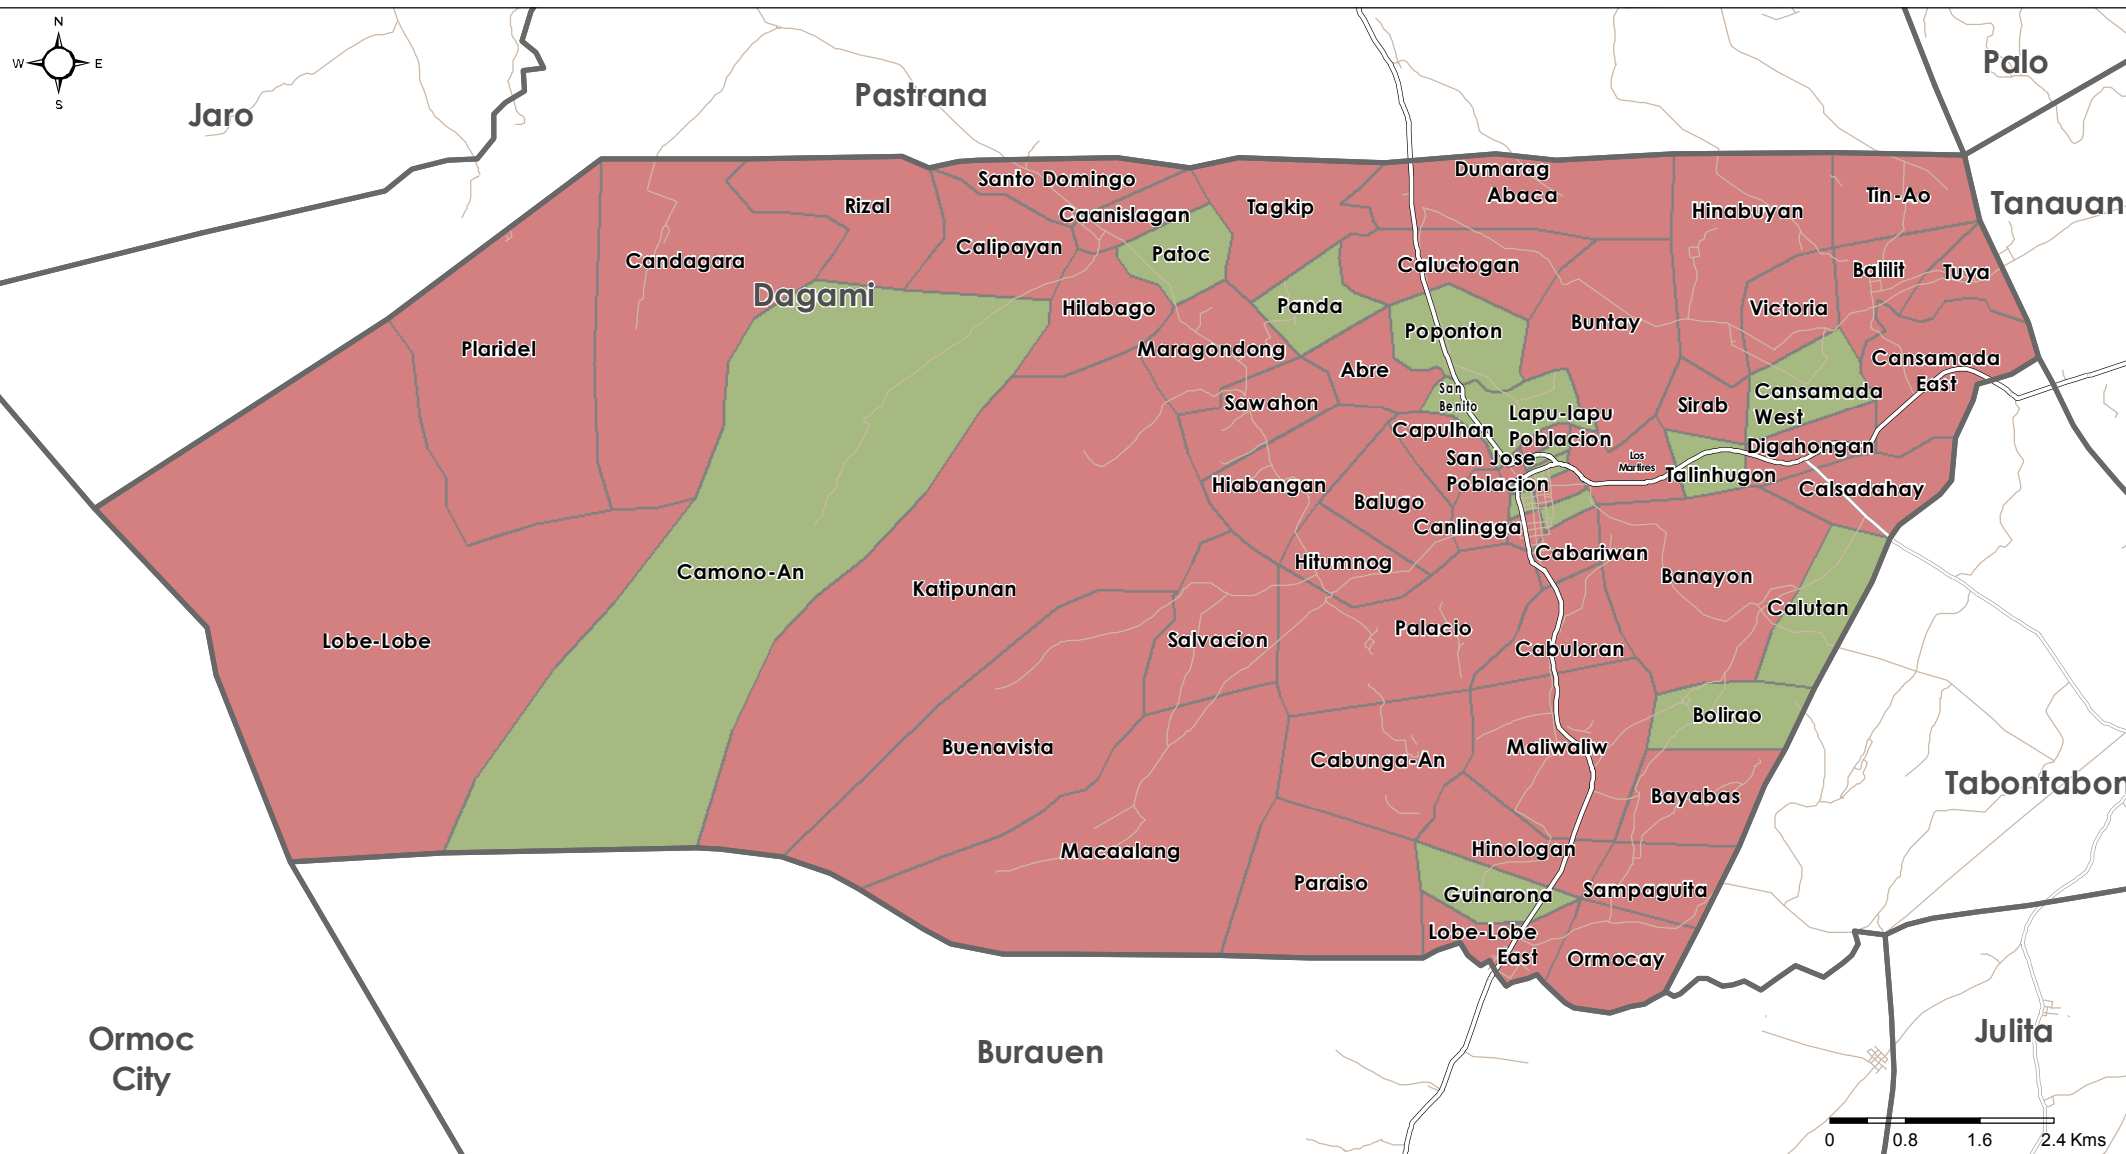 N
W E
S
Jaro
Pastrana
Palo
Tanauan
Dumarag
Abaca
Santo Domingo
Tin-Ao
Rizal
Caanislagan
Tagkip
Hinabuyan
Calipayan
Patoc
Candagara
Caluctogan
Balilit
Tuya
Dagami
Hilabago
Panda
Victoria
Buntay
Poponton
Plaridel
Maragondong
Cansamada
East
Abre
San
Benito
Cansamada
West
Sawahon
Sirab
Lapu-lapu
Poblacion
Capulhan
Digahongan
San Jose
Poblacion
Los
Martires
Talinhugon
Hiabangan
Calsadahay
Balugo
Canlingga
Cabariwan
Hitumnog
Camono-An
Banayon
Katipunan
Calutan
Palacio
Lobe-Lobe
Salvacion
Cabuloran
Bolirao
Buenavista
Maliwaliw
Cabunga-An
Tabontabon
Bayabas
Macaalang
Hinologan
Paraiso
Guinarona
Sampaguita
Lobe-Lobe
East
Ormocay
Ormoc
City
Burauen
Julita
0 0.8 1.6 2.4 Kms